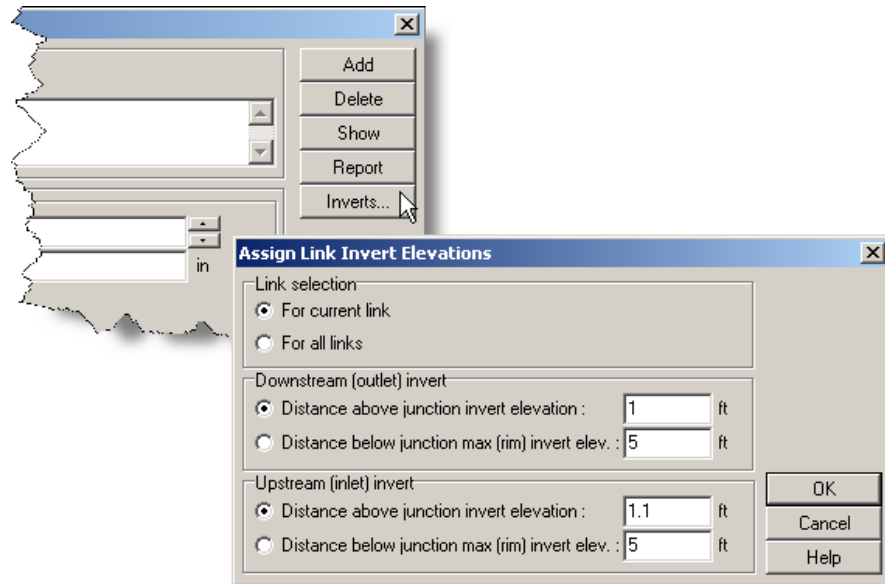 Add
Delete
Show
Report
Inverts...
in
Assign Link Invert Elevations
Link selection
For current link
For all links
Downstream (outlet) invert
Distance above junction invert elevation : 1 ft
Distance below junction max (rim) invert elev. : 5 ft
Upstream (inlet) invert
Distance above junction invert elevation : 1.1 ft
Distance below junction max (rim) invert elev. : 5 ft
OK
Cancel
Help